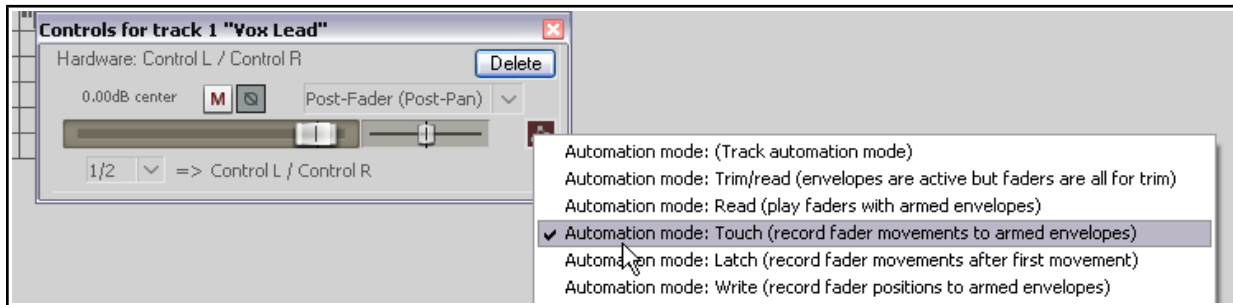 Controls for track 1 "Vox Lead"
Hardware: Control L / Control R
Delete
0.00dB center
M
Post-Fader (Post-Pan)
1/2
=> Control L / Control R
Automation mode: (Track automation mode)
Automation mode: Trim/read (envelopes are active but faders are all for trim)
Automation mode: Read (play faders with armed envelopes)
Automation mode: Touch (record fader movements to armed envelopes)
Automation mode: Latch (record fader movements after first movement)
Automation mode: Write (record fader positions to armed envelopes)